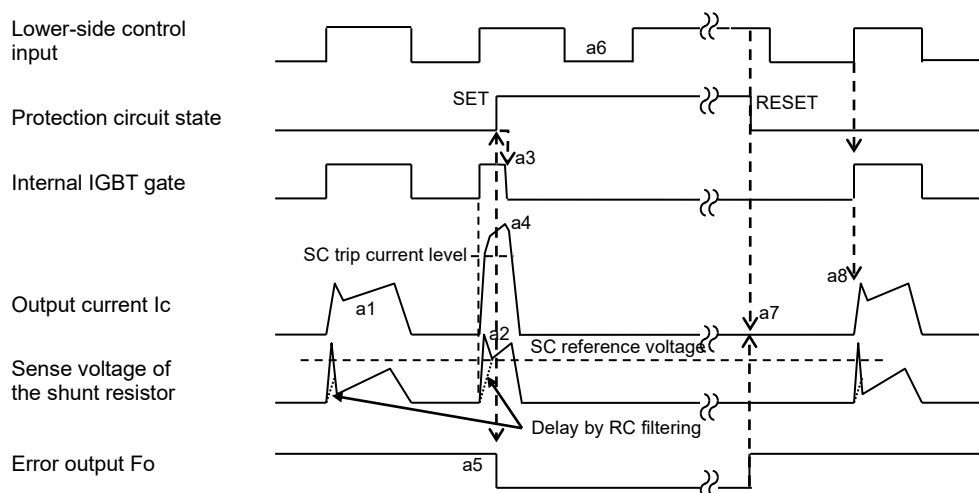 Lower-side control
input
a6
SET
RESET
Protection circuit state
a3
Internal IGBT gate
a4
SC trip current level
a8
Output current Ic
a1
a7
a2
SC reference voltage
Sense voltage of
the shunt resistor
Delay by RC filtering
Error output Fo
a5